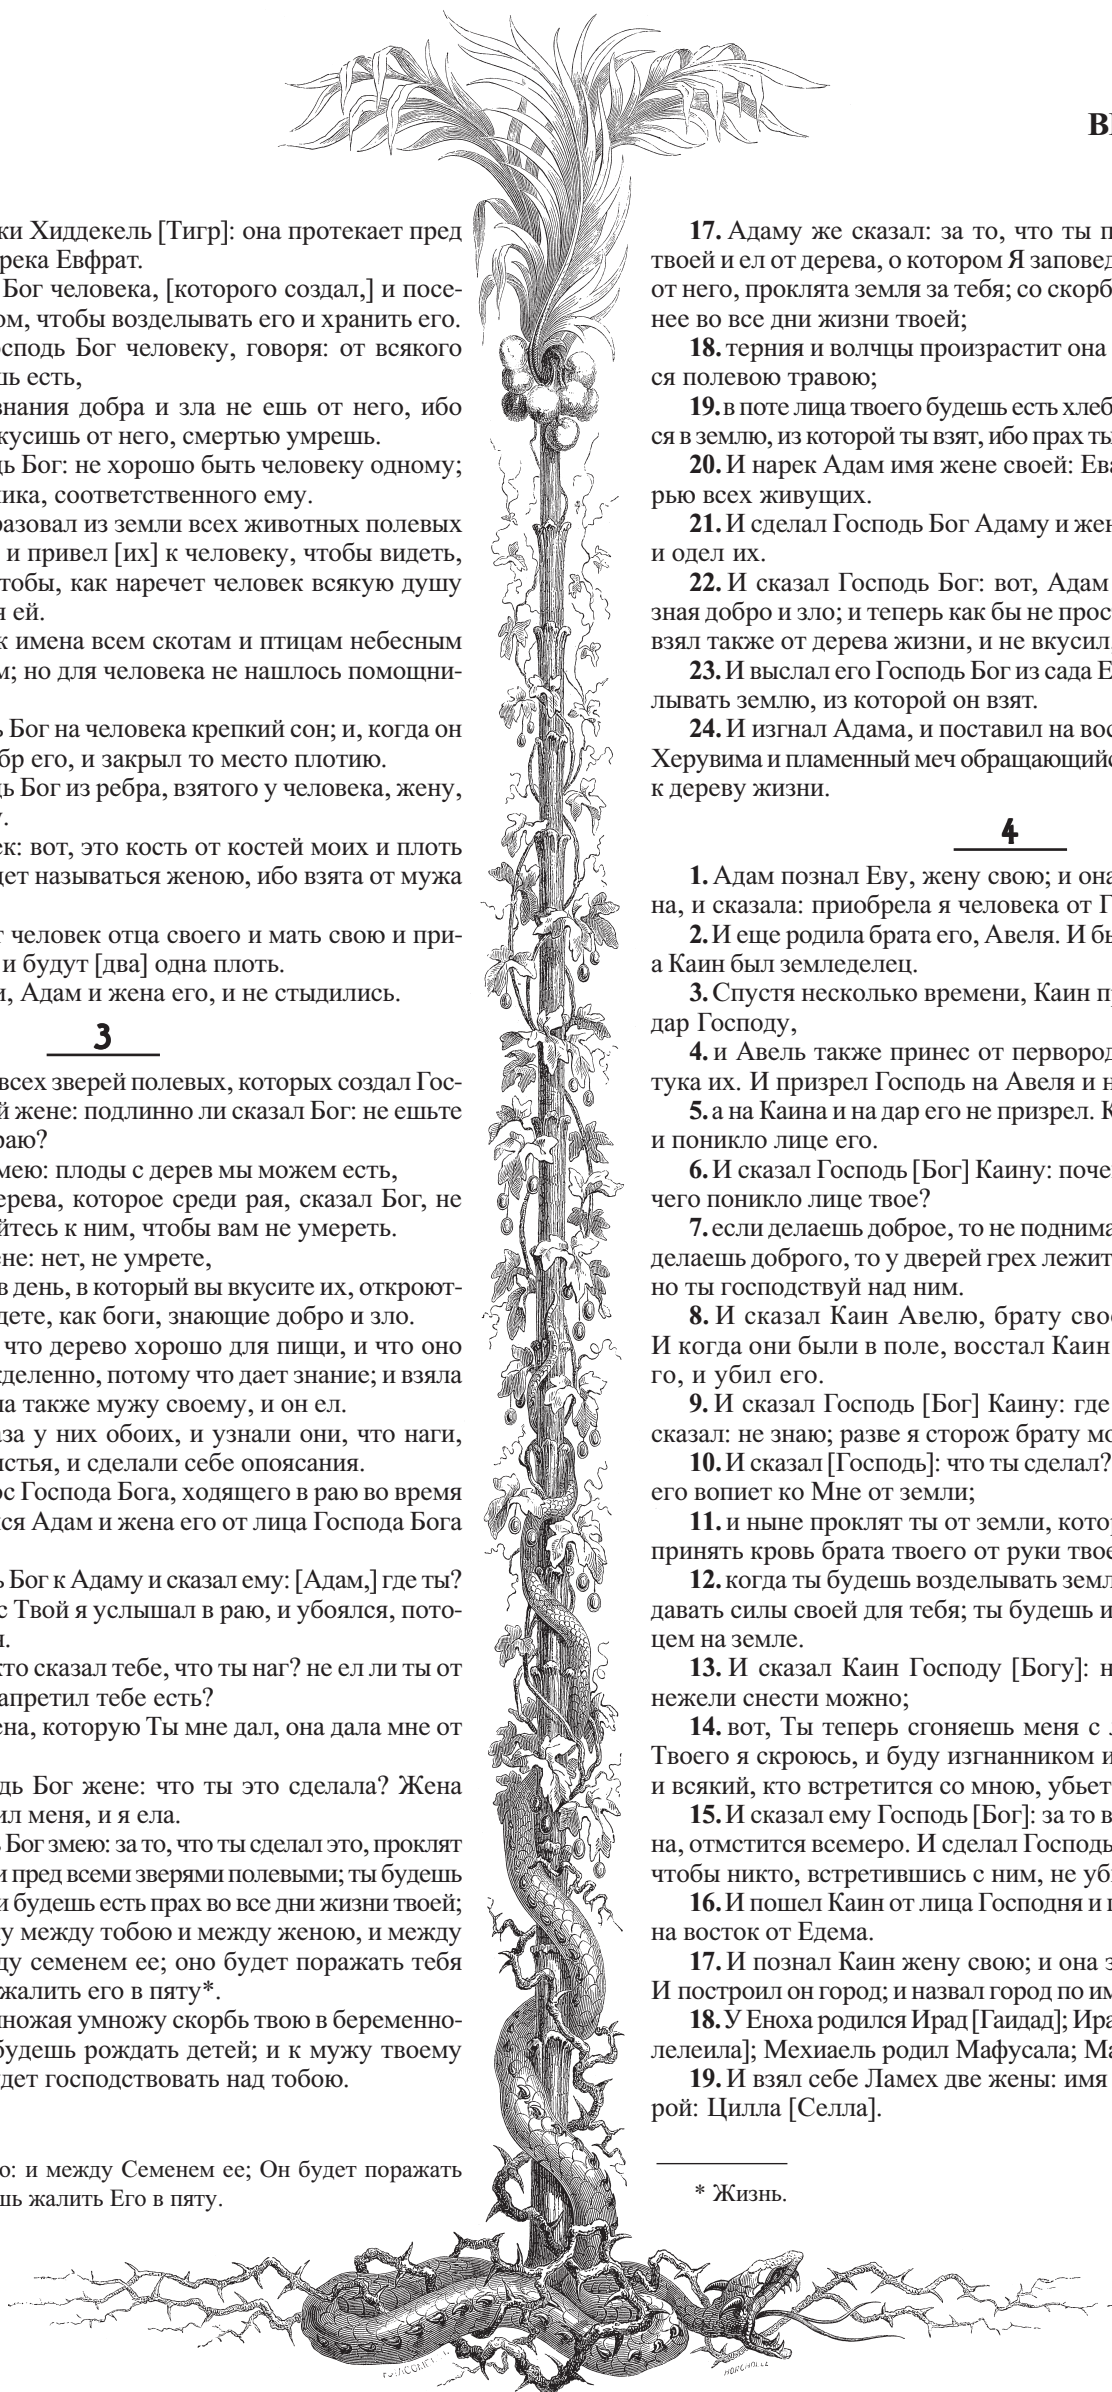 ки Хиддекель [Тигр]: она протекает пред
река Евфрат.
Бог человека, [которого создал,] и посе-
ом, чтобы возделывать его и хранить его.
осподь Бог человеку, говоря: от всякого
шь есть,
знания добра и зла не ешь от него, ибо
кусишь от него, смертью умрешь.
дь Бог: не хорошо быть человеку одному;
ника, соответственного ему.
разовал из земли всех животных полевых
и привел [их] к человеку, чтобы видеть,
чтобы, как наречет человек всякую душу
я ей.
к имена всем скотам и птицам небесным
м; но для человека не нашлось помощни-
ь Бог на человека крепкий сон; и, когда он
бр его, и закрыл то место плотию.
дь Бог из ребра, взятого у человека, жену,
у.
ек: вот, это кость от костей моих и плоть
дет называться женою, ибо взята от мужа
т человек отца своего и мать свою и при-
и будут [два] одна плоть.
и, Адам и жена его, и не стыдились.
3
всех зверей полевых, которых создал Гос-
й жене: подлинно ли сказал Бог: не ешьте
раю?
мею: плоды с дерев мы можем есть,
ерева, которое среди рая, сказал Бог, не
йтесь к ним, чтобы вам не умереть.
ене: нет, не умрете,
в день, в который вы вкусите их, откроют-
дете, как боги, знающие добро и зло.
что дерево хорошо для пищи, и что оно
жделенно, потому что дает знание; и взяла
ла также мужу своему, и он ел.
аза у них обоих, и узнали они, что наги,
истья, и сделали себе опоясания.
ос Господа Бога, ходящего в раю во время
ся Адам и жена его от лица Господа Бога
ь Бог к Адаму и сказал ему: [Адам,] где ты?
с Твой я услышал в раю, и убоялся, пото-
я.
кто сказал тебе, что ты наг? не ел ли ты от
апретил тебе есть?
ена, которую Ты мне дал, она дала мне от
дь Бог жене: что ты это сделала? Жена
ил меня, и я ела.
ь Бог змею: за то, что ты сделал это, проклят
и пред всеми зверями полевыми; ты будешь
и будешь есть прах во все дни жизни твоей;
у между тобою и между женою, и между
ду семенем ее; оно будет поражать тебя
жалить его в пяту*.
множая умножу скорбь твою в беременно-
будешь рождать детей; и к мужу твоему
дет господствовать над тобою.
о: и между Семенем ее; Он будет поражать
шь жалить Его в пяту.
17. Адаму же сказал: за то, что ты п
твоей и ел от дерева, о котором Я заповед
от него, проклята земля за тебя; со скорб
нее во все дни жизни твоей;
18. терния и волчцы произрастит она
ся полевою травою;
19. в поте лица твоего будешь есть хлеб
ся в землю, из которой ты взят, ибо прах ты
20. И нарек Адам имя жене своей: Ева
рью всех живущих.
21. И сделал Господь Бог Адаму и жен
и одел их.
22. И сказал Господь Бог: вот, Адам
зная добро и зло; и теперь как бы не прос
взял также от дерева жизни, и не вкусил
23. И выслал его Господь Бог из сада Е
лывать землю, из которой он взят.
24. И изгнал Адама, и поставил на вос
Херувима и пламенный меч обращающийс
к дереву жизни.
4
1. Адам познал Еву, жену свою; и она
на, и сказала: приобрела я человека от Г
2. И еще родила брата его, Авеля. И бы
а Каин был земледелец.
3. Спустя несколько времени, Каин пр
дар Господу,
4. и Авель также принес от первород
тука их. И призрел Господь на Авеля и н
5. а на Каина и на дар его не призрел. К
и поникло лице его.
6. И сказал Господь [Бог] Каину: поче
чего поникло лице твое?
7. если делаешь доброе, то не поднима
делаешь доброго, то у дверей грех лежит
но ты господствуй над ним.
8. И сказал Каин Авелю, брату свое
И когда они были в поле, восстал Каин
го, и убил его.
9. И сказал Господь [Бог] Каину: где
сказал: не знаю; разве я сторож брату мо
10. И сказал [Господь]: что ты сделал?
его вопиет ко Мне от земли;
11. и ныне проклят ты от земли, котор
принять кровь брата твоего от руки твое
12. когда ты будешь возделывать земл
давать силы своей для тебя; ты будешь и
цем на земле.
13. И сказал Каин Господу [Богу]: н
нежели снести можно;
14. вот, Ты теперь сгоняешь меня с л
Твоего я скроюсь, и буду изгнанником и
и всякий, кто встретится со мною, убьет
15. И сказал ему Господь [Бог]: за то в
на, отмстится всемеро. И сделал Господь
чтобы никто, встретившись с ним, не уб
16. И пошел Каин от лица Господня и
на восток от Едема.
17. И познал Каин жену свою; и она з
И построил он город; и назвал город по им
18. У Еноха родился Ирад [Гаидад]; Ира
лелеила]; Мехиаель родил Мафусала; Ма
19. И взял себе Ламех две жены: имя
рой: Цилла [Селла].
* Жизнь.